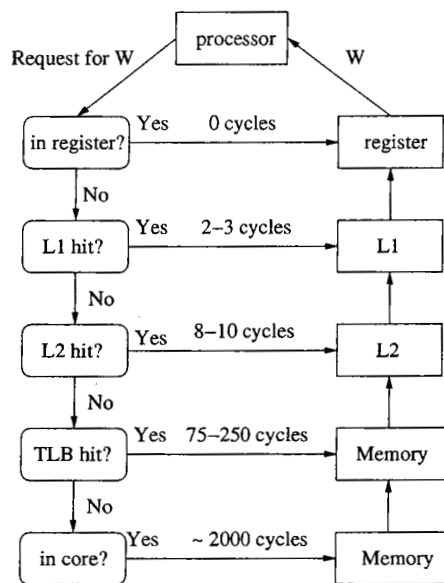 processor
Request for W
W
in register?
Yes
0 cycles
register
No
L1 hit?
Yes
2–3 cycles
L1
No
L2 hit?
Yes
8–10 cycles
L2
No
TLB hit?
Yes
75–250 cycles
Memory
No
in core?
Yes
~ 2000 cycles
Memory